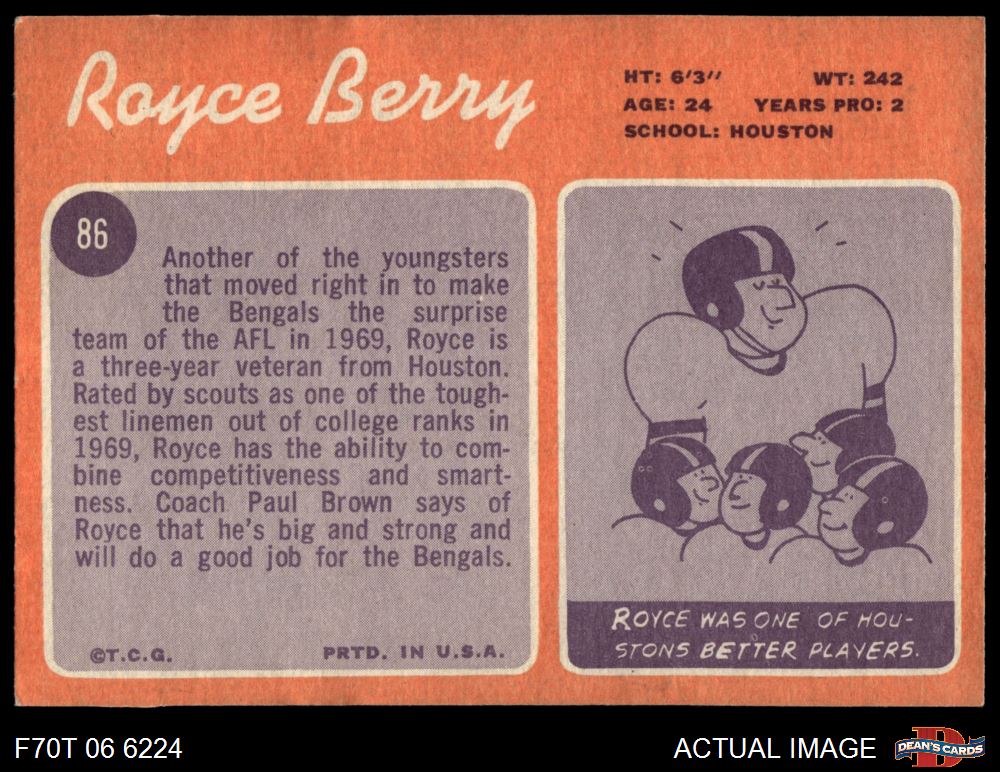 Royce Berry
HT: 6'3" WT: 242
AGE: 24 YEARS PRO: 2
SCHOOL: HOUSTON
86
Another of the youngsters
that moved right in to make
the Bengals the surprise
team of the AFL in 1969, Royce is
a three-year veteran from Houston.
Rated by scouts as one of the tough-
est linemen out of college ranks in
1969, Royce has the ability to com-
bine competitiveness and smart-
ness. Coach Paul Brown says of
Royce that he's big and strong and
will do a good job for the Bengals.
©T.C.G. PRTD. IN U.S.A.
ROYCE WAS ONE OF HOU-
STONS BETTER PLAYERS.
F70T 06 6224
ACTUAL IMAGE
D
DEAN'S CARDS